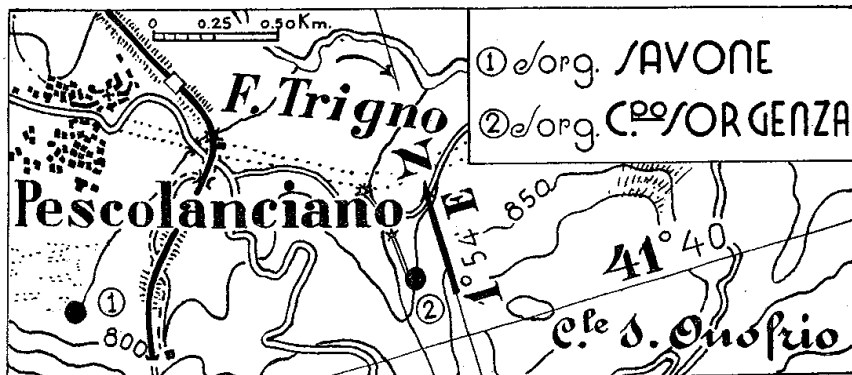 0 0.25 0.50 Km.
① Sorg. SAVONE
② Sorg. C.po SORGENZA
F. Trigno
N
Pescolanciano
850
41° 40
1° 54' E
①
②
800
C.le S. Onofrio